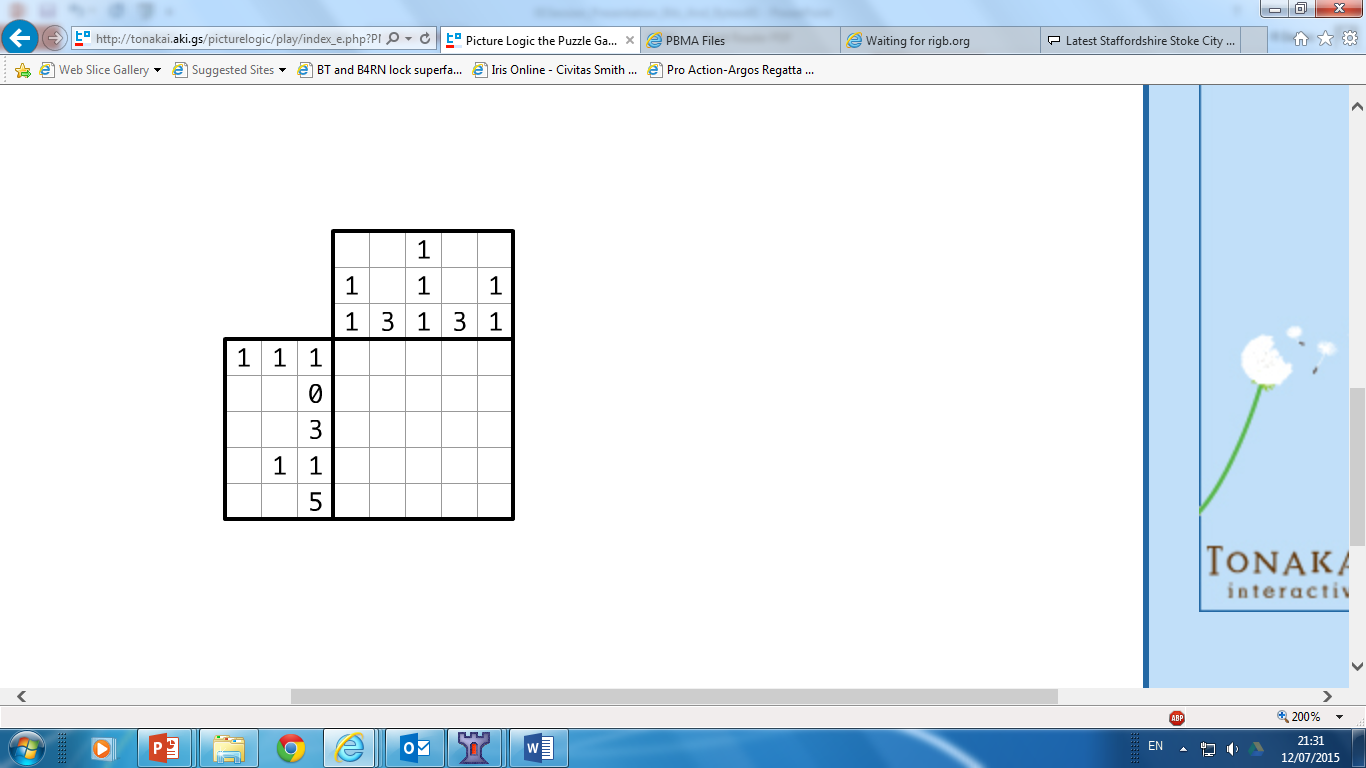 http://tonakai.aki.gs/picturelogic/play/index_e.php?Pl
Picture Logic the Puzzle Ga...
PBMA Files
Waiting for rigb.org
Latest Staffordshire Stoke City ...
Web Slice Gallery
Suggested Sites
BT and B4RN lock superfa...
Iris Online - Civitas Smith ...
Pro Action-Argos Regatta ...
1
1 1 1
1 3 1 3 1
1 1 1
0
3
1 1
5
TONAKA
interactiv
ABP
200%
EN
21:31
12/07/2015